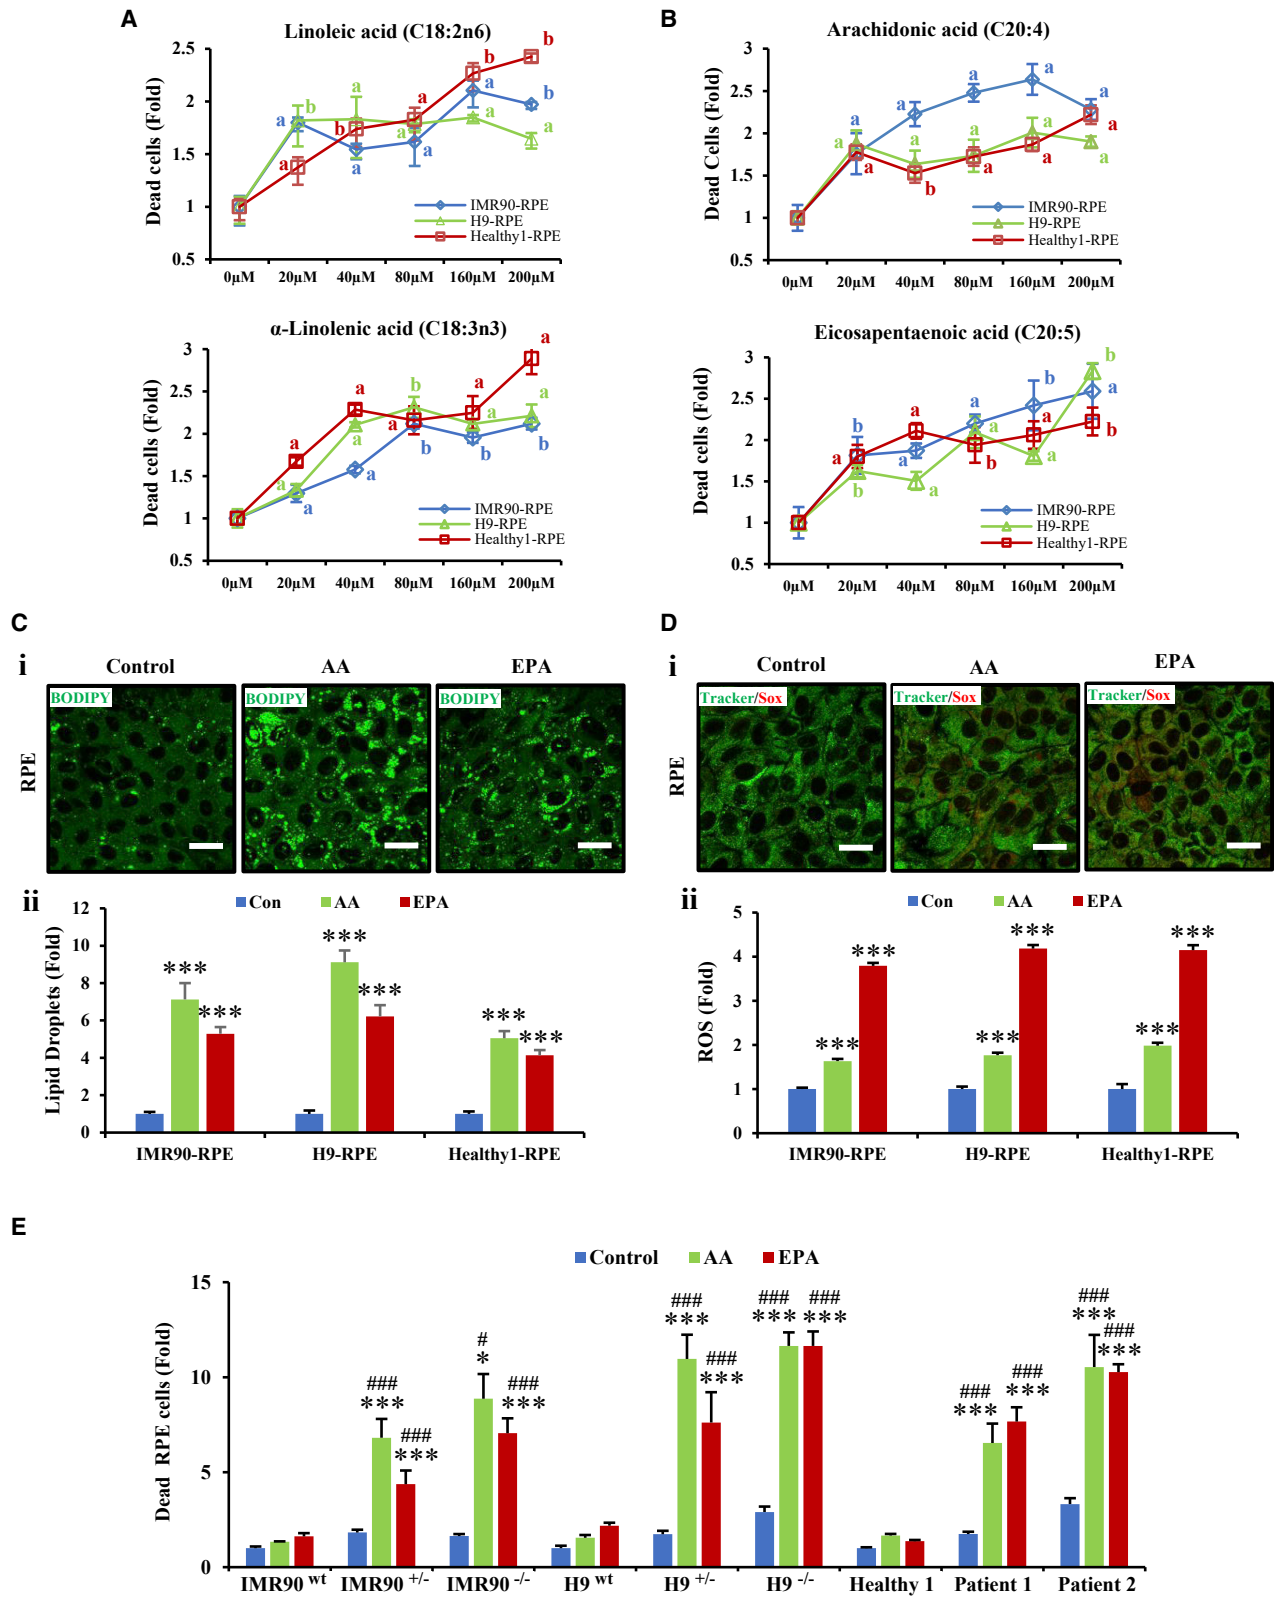 A
Linoleic acid (C18:2n6)
Dead cells (Fold)
2.5
2
1.5
1
0.5
a
b
a
a
b
a
a
a
a
b
a
a
b
b
a
IMR90-RPE
H9-RPE
Healthy1-RPE
0μM
20μM
40μM
80μM
160μM
200μM
α-Linolenic acid (C18:3n3)
Dead cells (Fold)
3
2.5
2
1.5
1
0.5
a
a
a
a
a
a
b
a
b
a
a
b
a
a
b
IMR90-RPE
H9-RPE
Healthy1-RPE
0μM
20μM
40μM
80μM
160μM
200μM
B
Arachidonic acid (C20:4)
Dead Cells (Fold)
3
2.5
2
1.5
1
0.5
a
a
a
a
a
b
a
a
a
a
a
a
a
a
IMR90-RPE
H9-RPE
Healthy1-RPE
0μM
20μM
40μM
80μM
160μM
200μM
Eicosapentaenoic acid (C20:5)
Dead cells (Fold)
3
2.5
2
1.5
1
0.5
b
a
b
a
a
a
a
a
b
b
a
a
b
a
b
IMR90-RPE
H9-RPE
Healthy1-RPE
0μM
20μM
40μM
80μM
160μM
200μM
C
i
Control
AA
EPA
RPE
BODIPY
BODIPY
BODIPY
ii
Con
AA
EPA
Lipid Droplets (Fold)
12
10
8
6
4
2
0
***
***
***
***
***
***
IMR90-RPE
H9-RPE
Healthy1-RPE
D
i
Control
AA
EPA
RPE
Tracker/Sox
Tracker/Sox
Tracker/Sox
ii
Con
AA
EPA
ROS (Fold)
5
4
3
2
1
0
***
***
***
***
***
***
IMR90-RPE
H9-RPE
Healthy1-RPE
E
Control
AA
EPA
Dead RPE cells (Fold)
15
10
5
0
###
***
###
***
#
*
###
***
###
***
###
***
###
***
###
***
###
***
###
***
###
***
###
***
IMR90 wt
IMR90 +/-
IMR90 -/-
H9 wt
H9 +/-
H9 -/-
Healthy 1
Patient 1
Patient 2